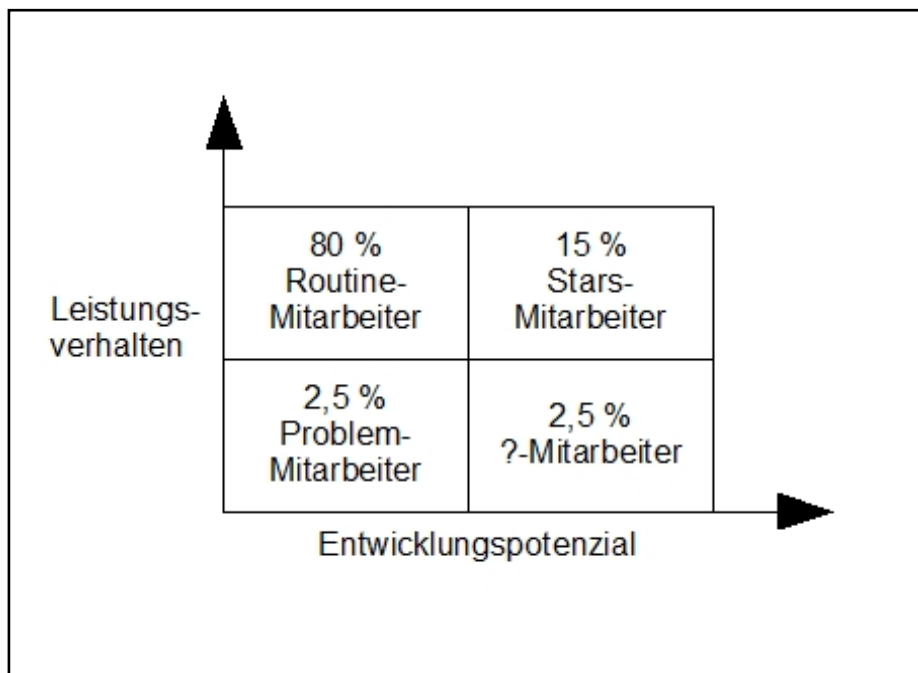 80 %
Routine-
Mitarbeiter
15 %
Stars-
Mitarbeiter
Leistungs-
verhalten
2,5 %
Problem-
Mitarbeiter
2,5 %
?-Mitarbeiter
Entwicklungspotenzial